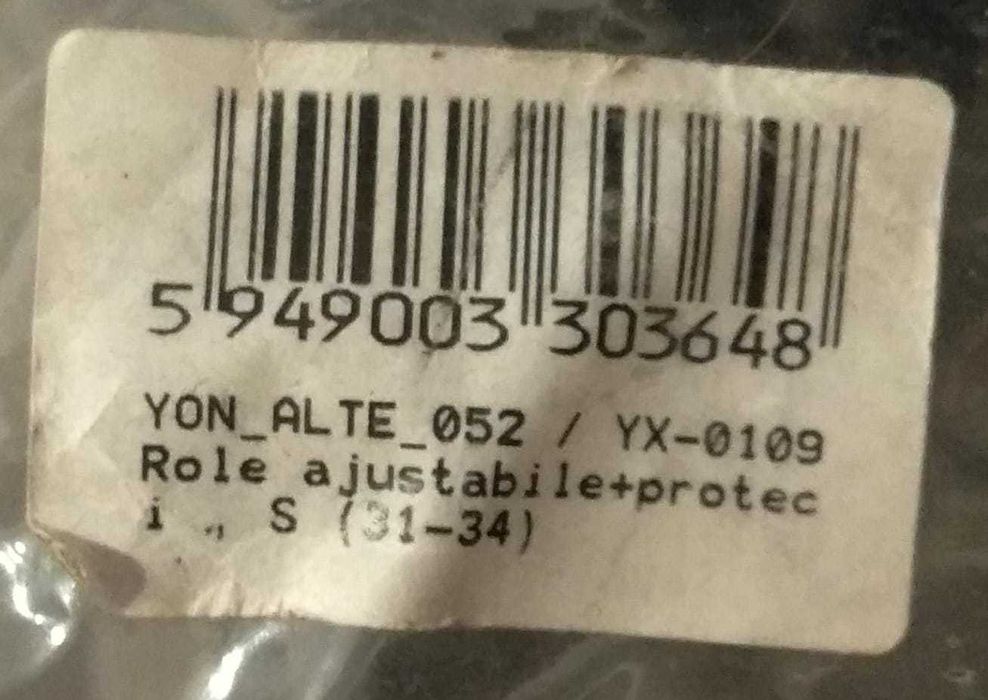 5 949003 303648
YON_ALTE_052 / YX-0109
Role ajustabile+protec
i ., S (31-34)